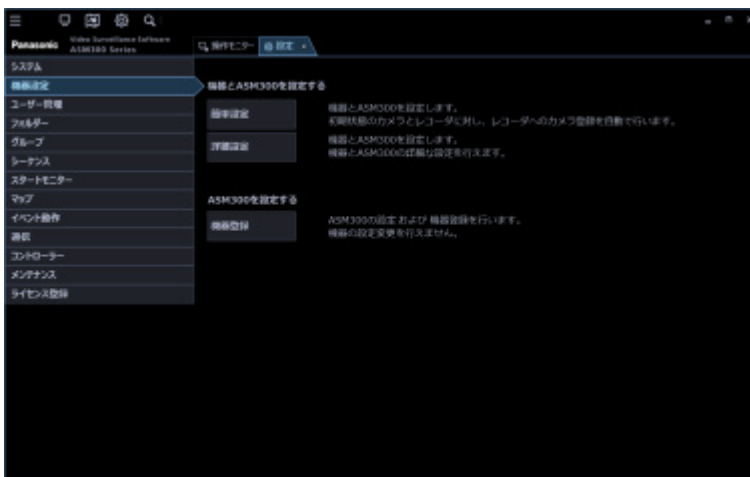 Panasonic
Video Surveillance Software
ASM300 Series
操作モニター
設定
システム
機器設定
ユーザー管理
フォルダー
グループ
シーケンス
スタートモニター
マップ
イベント動作
通信
コントローラー
メンテナンス
ライセンス登録
機器とASM300を設定する
簡単設定
機器とASM300を設定します。
初期状態のカメラとレコーダに対し、レコーダへのカメラ登録を自動で行います。
詳細設定
機器とASM300を設定します。
機器とASM300の詳細な設定を行えます。
ASM300を設定する
機器登録
ASM300の設定 および 機器登録を行います。
機器の設定変更を行えません。